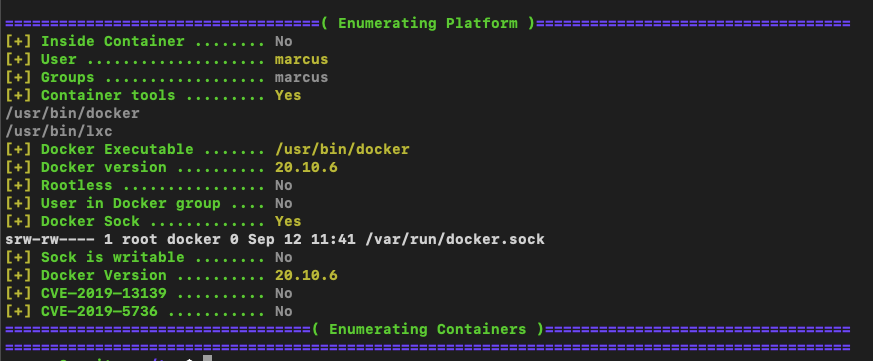 ===================================( Enumerating Platform )===================================
[+] Inside Container ........ No
[+] User .................... marcus
[+] Groups .................. marcus
[+] Container tools ......... Yes
/usr/bin/docker
/usr/bin/lxc
[+] Docker Executable ....... /usr/bin/docker
[+] Docker version .......... 20.10.6
[+] Rootless ................ No
[+] User in Docker group .... No
[+] Docker Sock ............. Yes
srw-rw---- 1 root docker 0 Sep 12 11:41 /var/run/docker.sock
[+] Sock is writable ........ No
[+] Docker Version .......... 20.10.6
[+] CVE–2019–13139 .......... No
[+] CVE–2019–5736 ........... No
==================================( Enumerating Containers )==================================
==============================================================================================